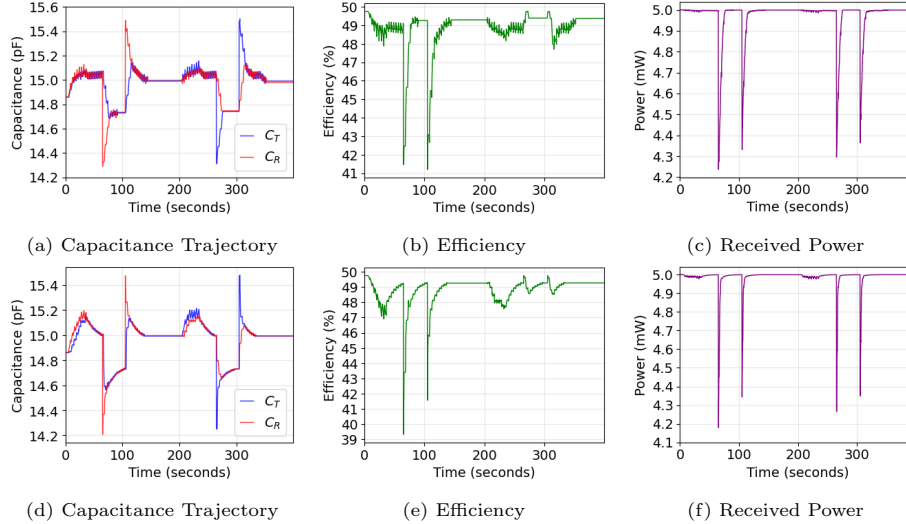 15.6
15.4
15.2
15.0
14.8
14.6
14.4
14.2
Capacitance (pF)
C_T
C_R
0 100 200 300
Time (seconds)
(a) Capacitance Trajectory
50
49
48
47
46
45
44
43
42
41
Efficiency (%)
0 100 200 300
Time (seconds)
(b) Efficiency
5.0
4.9
4.8
4.7
4.6
4.5
4.4
4.3
4.2
Power (mW)
0 100 200 300
Time (seconds)
(c) Received Power
15.4
15.2
15.0
14.8
14.6
14.4
14.2
Capacitance (pF)
C_T
C_R
0 100 200 300
Time (seconds)
(d) Capacitance Trajectory
50
49
48
47
46
45
44
43
42
41
40
39
Efficiency (%)
0 100 200 300
Time (seconds)
(e) Efficiency
5.0
4.9
4.8
4.7
4.6
4.5
4.4
4.3
4.2
4.1
Power (mW)
0 100 200 300
Time (seconds)
(f) Received Power